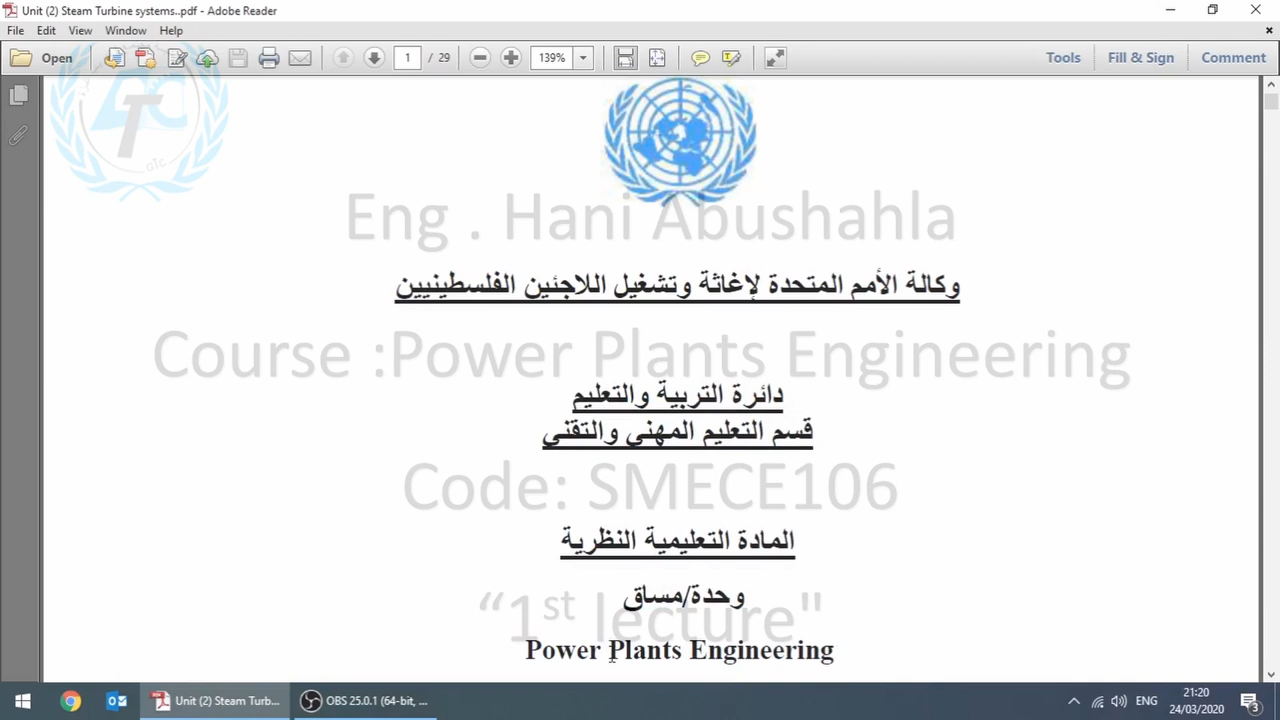 Unit (2) Steam Turbine systems..pdf - Adobe Reader
File Edit View Window Help
Open 1 / 29 139% Tools Fill & Sign Comment
LTC
GTC
Eng . Hani Abushahla
وكالة الأمم المتحدة لإغاثة وتشغيل اللاجئين الفلسطينيين
Course :Power Plants Engineering
دائرة التربية والتعليم
قسم التعليم المهني والتقني
Code: SMECE106
المادة التعليمية النظرية
وحدة/مساق
“1st lecture"
Power Plants Engineering
Unit (2) Steam Turb... OBS 25.0.1 (64-bit, ... ENG 21:20
24/03/2020 3